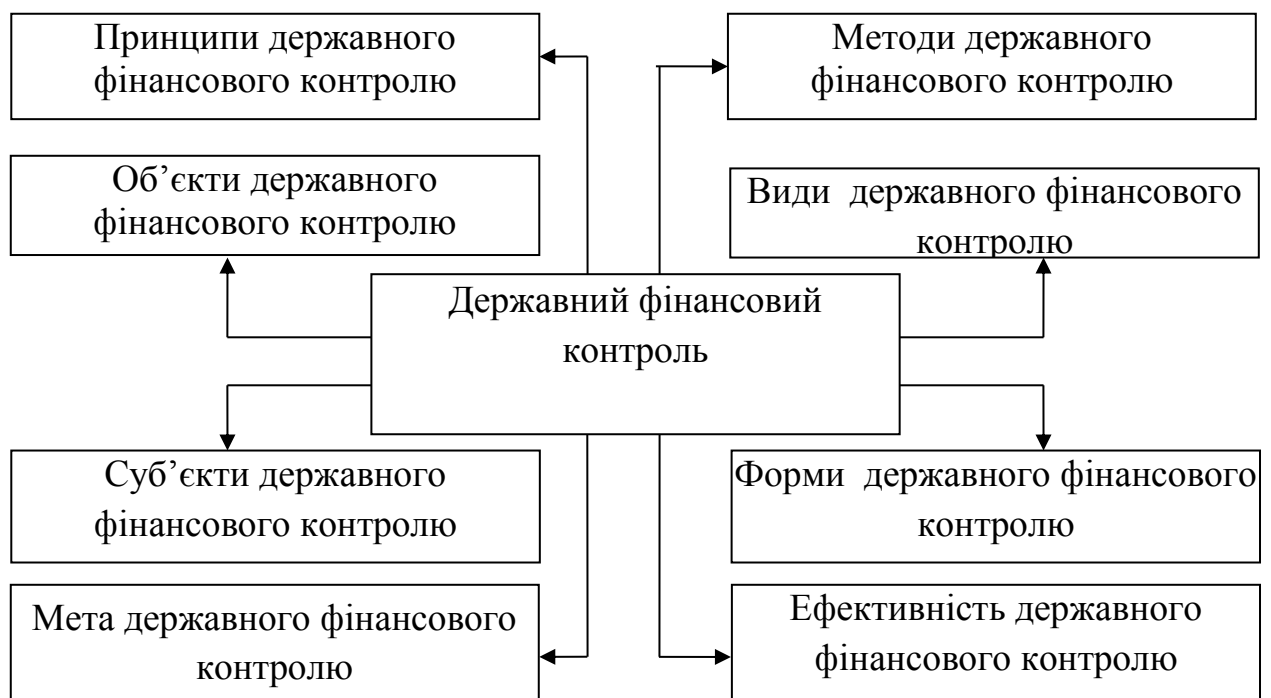 Принципи державного
фінансового контролю
Методи державного
фінансового контролю
Об’єкти державного
фінансового контролю
Види державного фінансового
контролю
Державний фінансовий
контроль
Суб’єкти державного
фінансового контролю
Форми державного фінансового
контролю
Мета державного фінансового
контролю
Ефективність державного
фінансового контролю